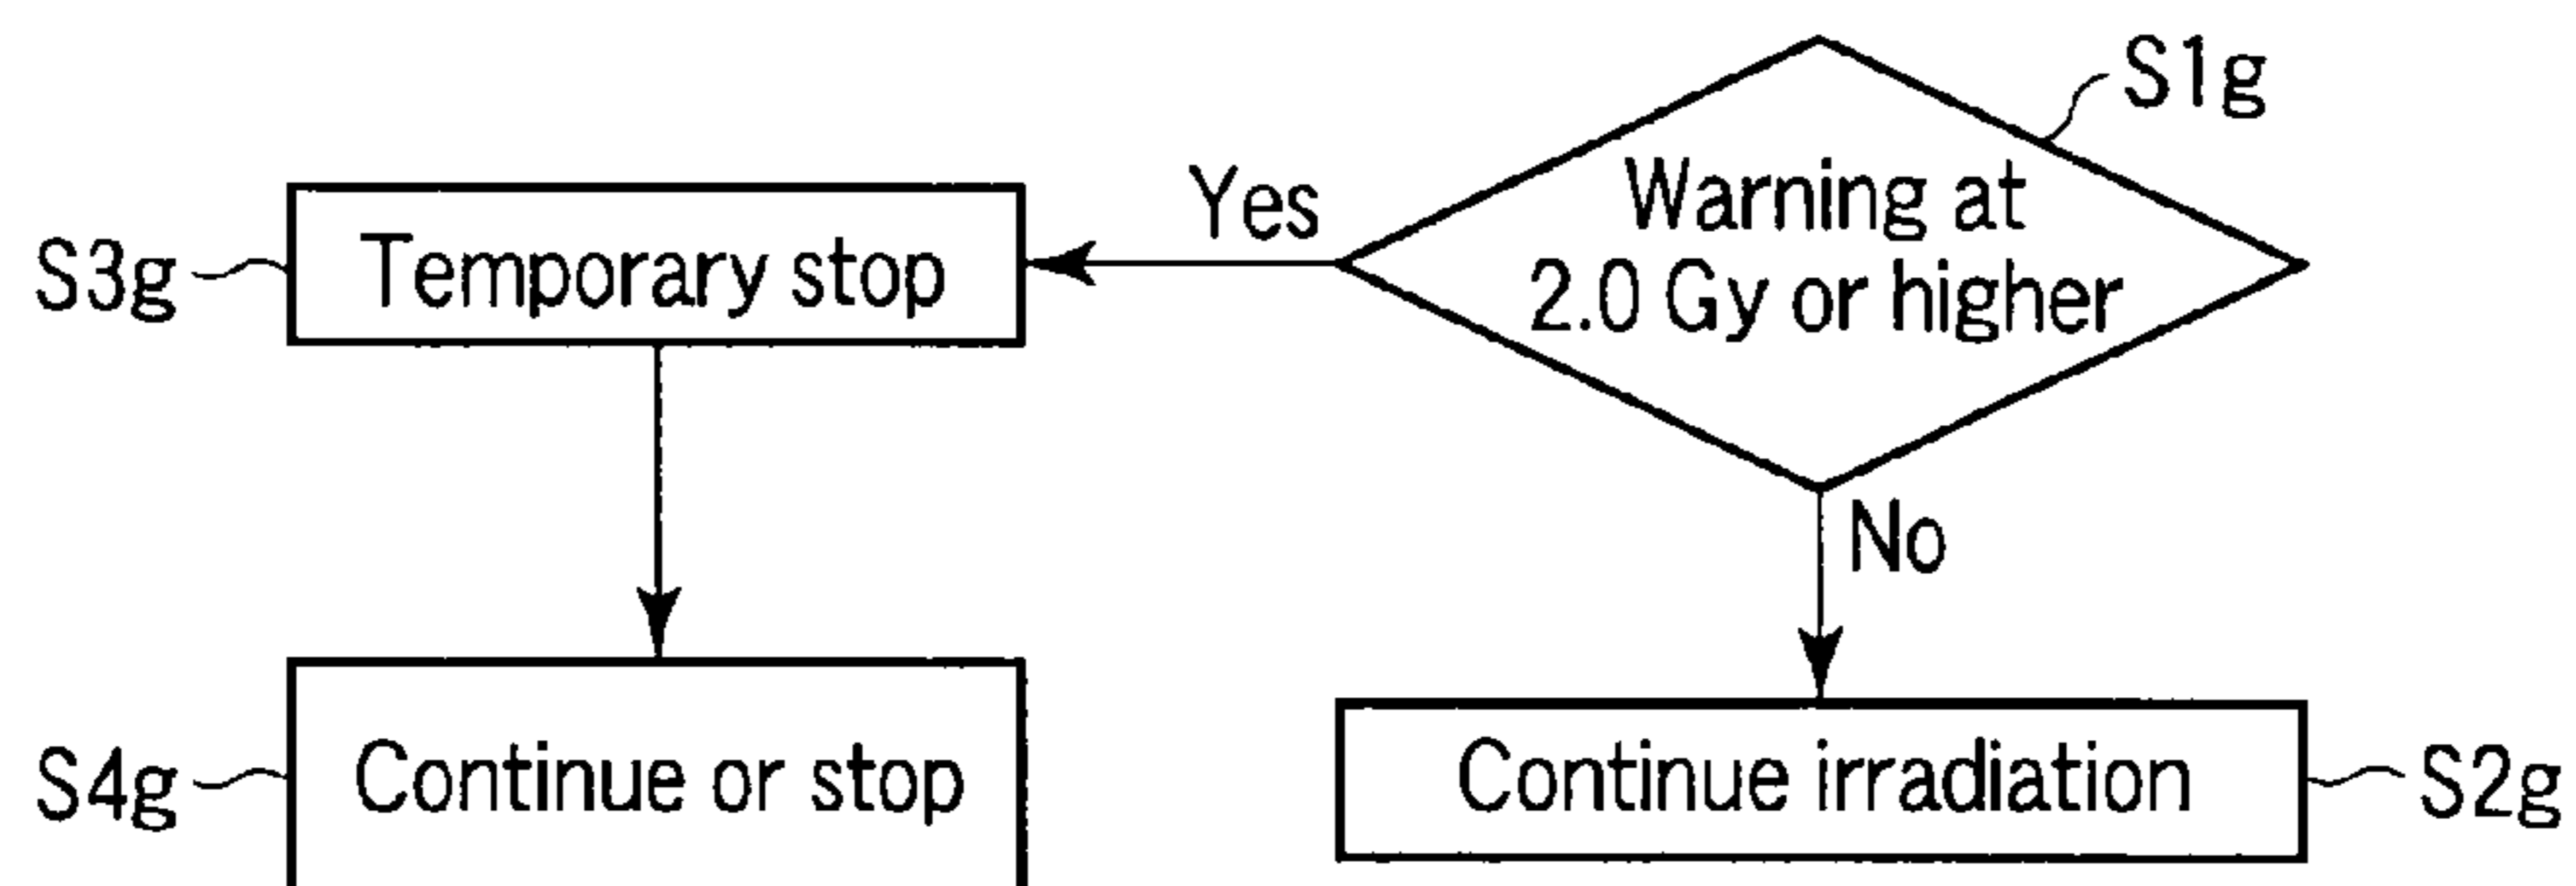 S1g
Warning at
2.0 Gy or higher
Yes
S3g
Temporary stop
No
S4g
Continue or stop
Continue irradiation
S2g